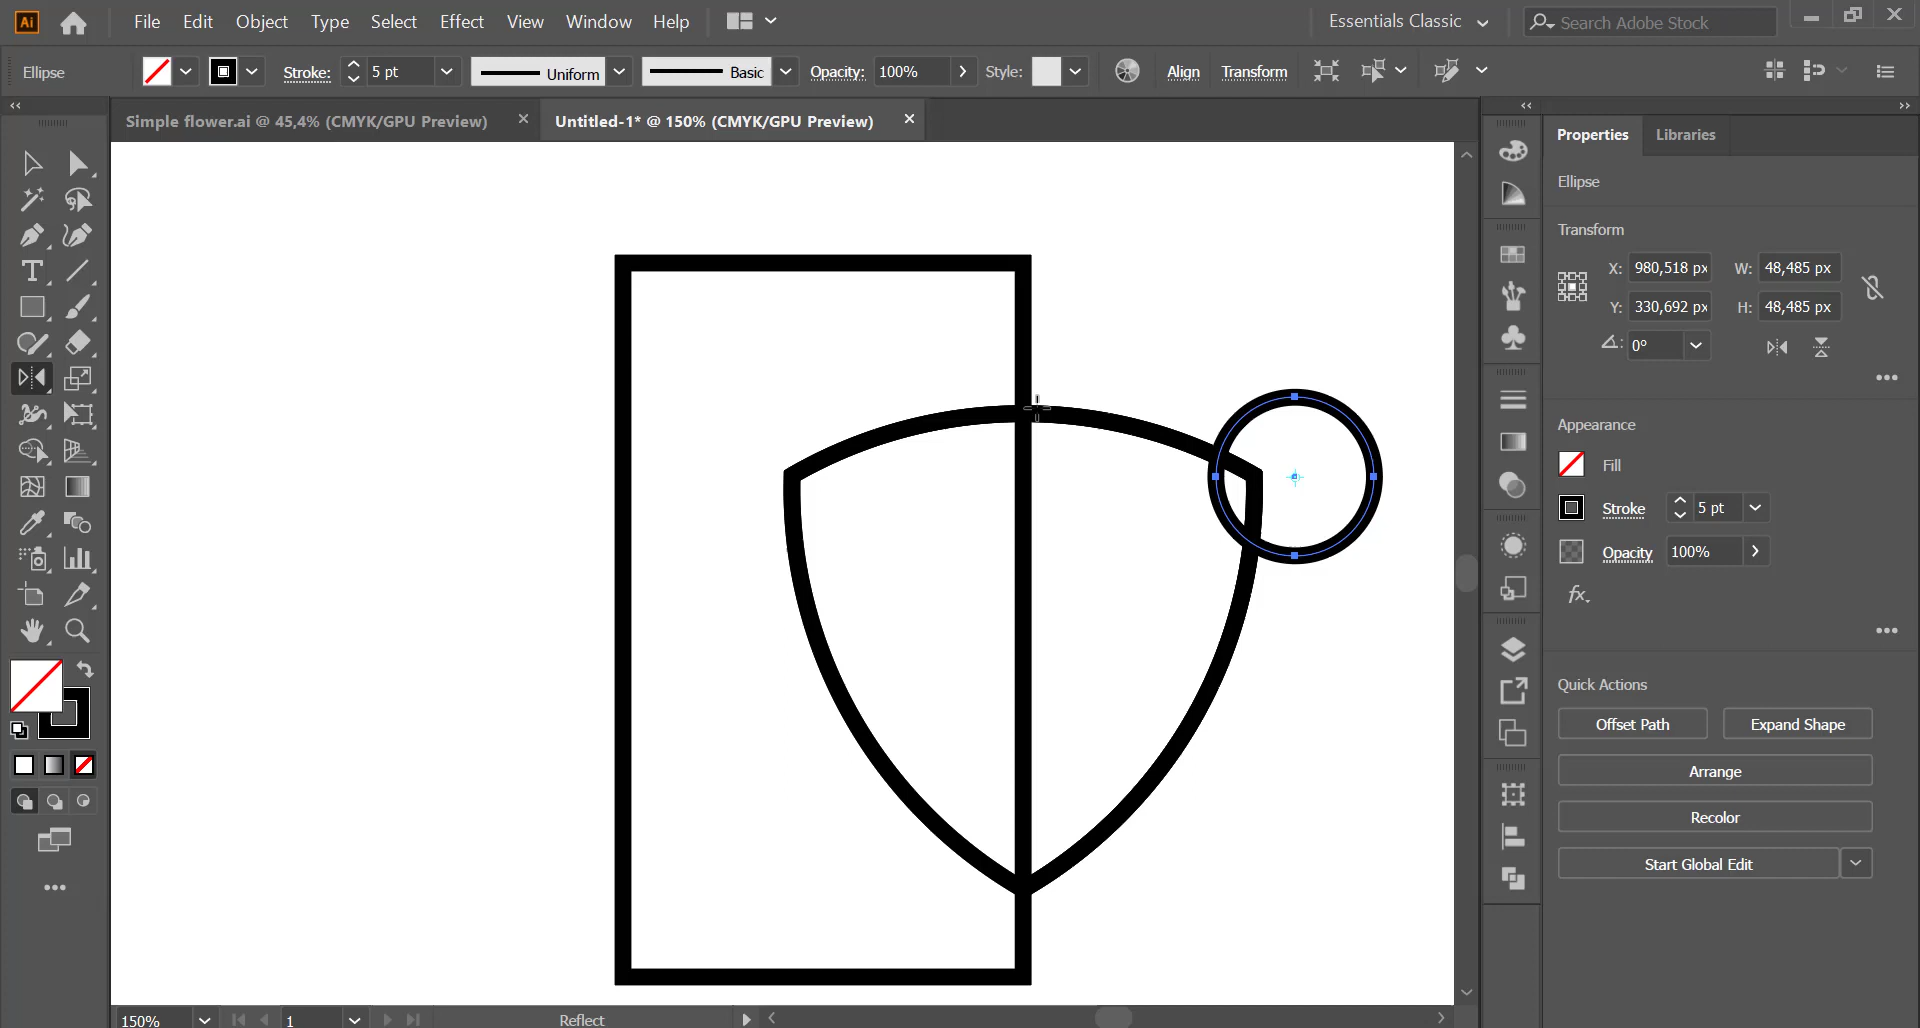 Ai File Edit Object Type Select Effect View Window Help Essentials Classic Search Adobe Stock
Ellipse Stroke: 5 pt Uniform Basic Opacity: 100% Style: Align Transform
Simple flower.ai @ 45,4% (CMYK/GPU Preview) Untitled-1* @ 150% (CMYK/GPU Preview)
Properties Libraries
Ellipse
Transform
X: 980,518 px W: 48,485 px
Y: 330,692 px H: 48,485 px
0°
Appearance
Fill
Stroke 5 pt
Opacity 100%
fx.
Quick Actions
Offset Path Expand Shape
Arrange
Recolor
Start Global Edit
150% 1 Reflect